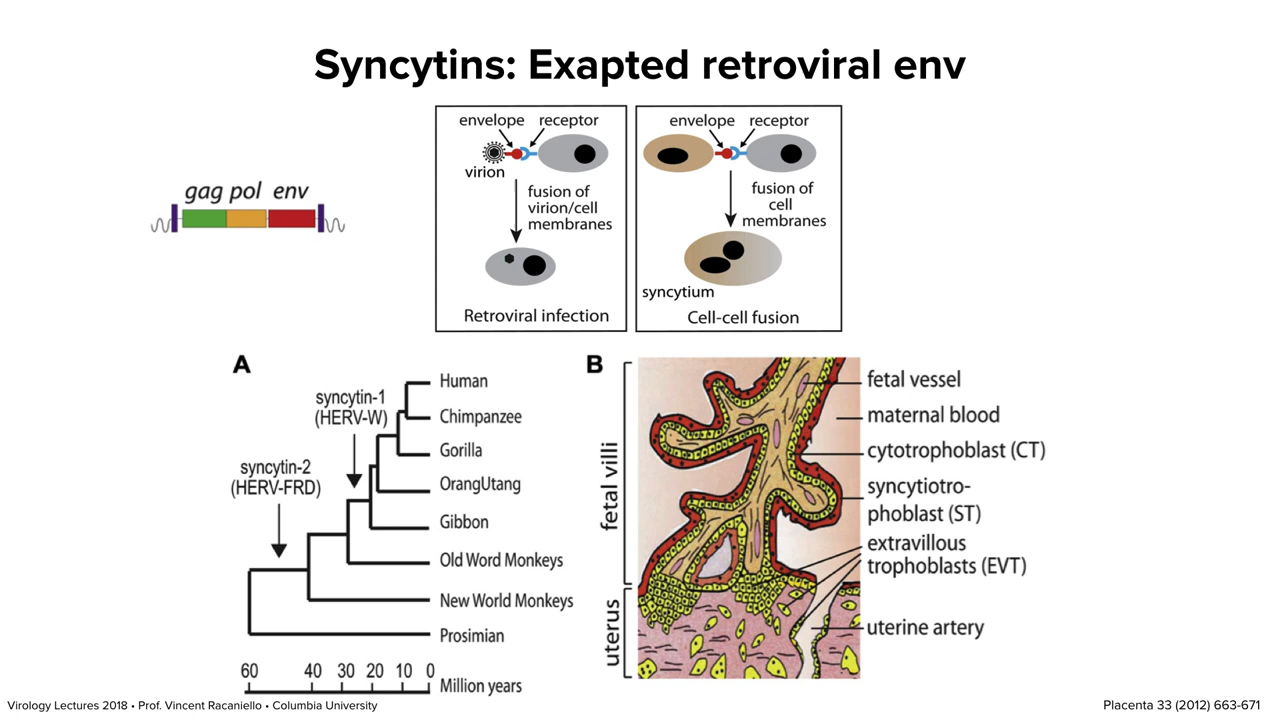 Syncytins: Exapted retroviral env
gag pol env
envelope receptor
virion
fusion of
virion/cell
membranes
Retroviral infection
envelope receptor
fusion of
cell
membranes
syncytium
Cell-cell fusion
A
syncytin-1
(HERV-W)
syncytin-2
(HERV-FRD)
Human
Chimpanzee
Gorilla
OrangUtang
Gibbon
Old Word Monkeys
New World Monkeys
Prosimian
60 40 30 20 10 0
Million years
B
fetal villi
uterus
fetal vessel
maternal blood
cytotrophoblast (CT)
syncytiotro-
phoblast (ST)
extravillous
trophoblasts (EVT)
uterine artery
Virology Lectures 2018 • Prof. Vincent Racaniello • Columbia University
Placenta 33 (2012) 663-671